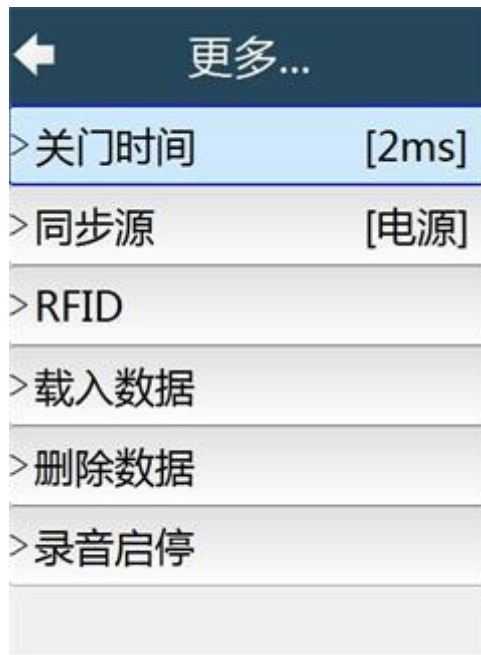 更多...
>关门时间 [2ms]
>同步源 [电源]
>RFID
>载入数据
>删除数据
>录音启停